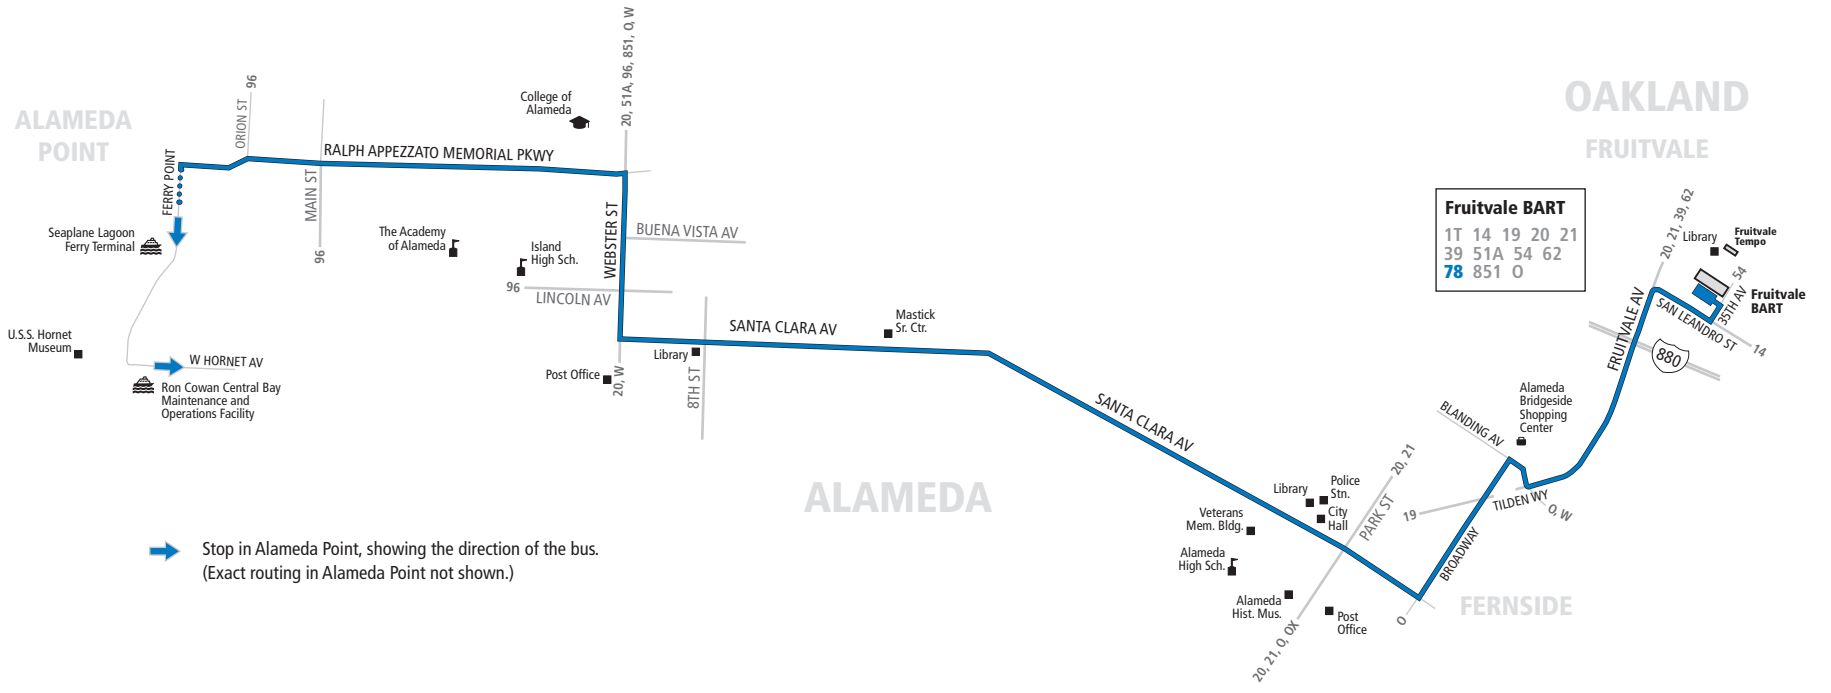 20, 51A, 96, 851, O, W
OAKLAND
FRUITVALE
ALAMEDA
POINT
ORION ST
96
College of
Alameda
RALPH APPEZZATO MEMORIAL PKWY
FERRY POINT
MAIN ST
96
Seaplane Lagoon
Ferry Terminal
The Academy
of Alameda
Island
High Sch.
WEBSTER ST
BUENA VISTA AV
96
LINCOLN AV
Fruitvale BART
1T 14 19 20 21
39 51A 54 62
78 851 O
20, 21, 39, 62
Library
Fruitvale
Tempo
54
35TH AV
Fruitvale
BART
SAN LEANDRO ST
14
FRUITVALE AV
880
U.S.S. Hornet
Museum
W HORNET AV
Ron Cowan Central Bay
Maintenance and
Operations Facility
SANTA CLARA AV
Mastick
Sr. Ctr.
Library
Post Office
20, W
8TH ST
SANTA CLARA AV
Alameda
Bridgeside
Shopping
Center
BLANDING AV
ALAMEDA
20, 21
PARK ST
Library
Police
Stn.
City
Hall
Veterans
Mem. Bldg.
19
TILDEN WY
O, W
BROADWAY
Alameda
High Sch.
Alameda
Hist. Mus.
Post
Office
20, 21, O, OX
O
FERNSIDE
Stop in Alameda Point, showing the direction of the bus.
(Exact routing in Alameda Point not shown.)